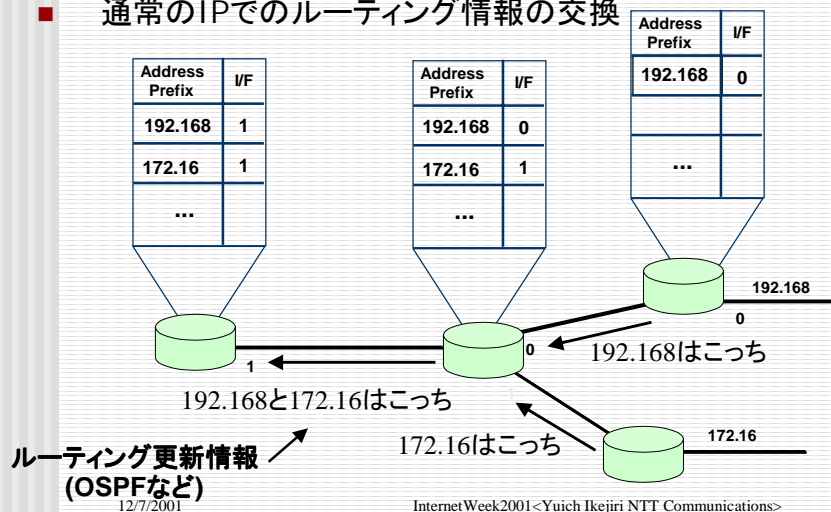 ■ 通常のIPでのルーティング情報の交換
Address Prefix I/F
192.168 1
172.16 1
...
Address Prefix I/F
192.168 0
172.16 1
...
Address Prefix I/F
192.168 0
...
192.168
0
0
192.168はこっち
1
1
192.168と172.16はこっち
172.16はこっち
172.16
ルーティング更新情報
(OSPFなど)
12/7/2001
InternetWeek2001<Yuich Ikejiri NTT Communications>